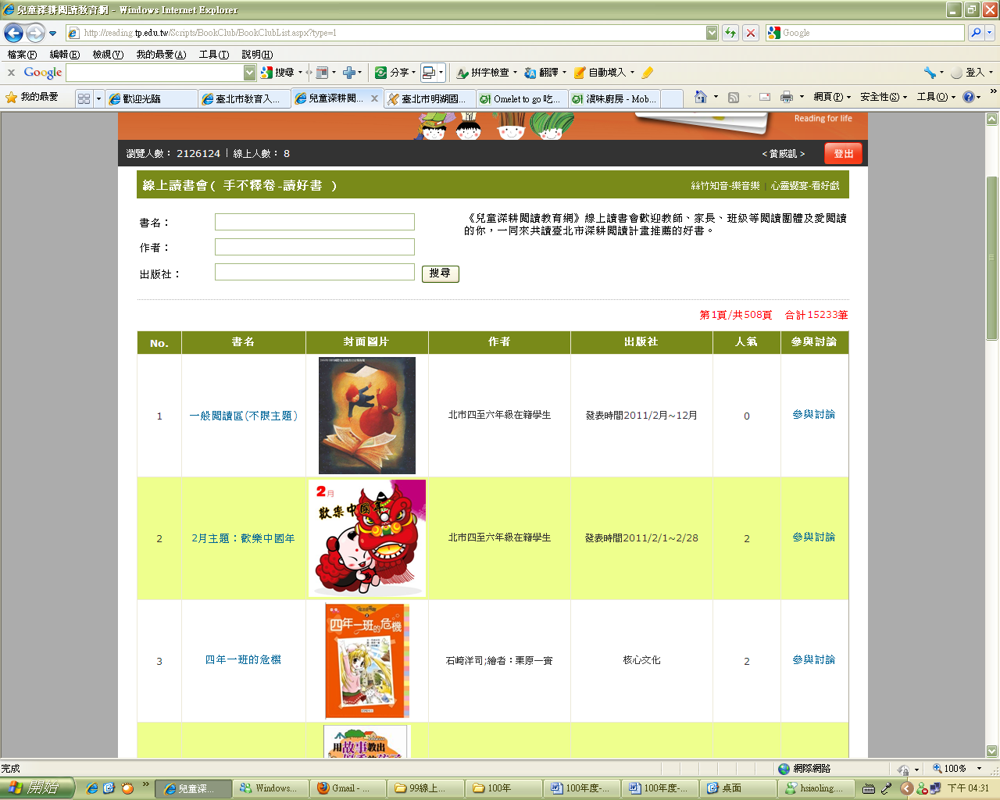 兒童深耕閱讀教育網 - Windows Internet Explorer
http://reading.tp.edu.tw/Scripts/BookClub/BookClubList.aspx?type=1
Google
檔案(F) 編輯(E) 檢視(V) 我的最愛(A) 工具(T) 說明(H)
x Google 搜尋 分享 拼字檢查 翻譯 自動填入 登入
我的最愛 歡迎光臨 臺北市教育入... 兒童深耕閱... 臺北市明湖國... Omelet to go 吃... 滇味廚房 - Mob... 網頁(P) 安全性(S) 工具(O)
Reading for life
瀏覽人數： 2126124 | 線上人數： 8 < 黃威凱 > 登出
線上讀書會( 手不釋卷-讀好書 ) 絲竹知音-樂音樂 | 心靈饗宴-看好戲
書名：
作者：
出版社： 搜尋
《兒童深耕閱讀教育網》線上讀書會歡迎教師、家長、班級等閱讀團體及愛閱讀
的你，一同來共讀臺北市深耕閱讀計畫推薦的好書。
第1頁/共508頁 合計15233筆
No. 書名 封面圖片 作者 出版社 人氣 參與討論
1 一般閱讀區(不限主題) 北市四至六年級在籍學生 發表時間2011/2月~12月 0 參與討論
2月
歡樂中國年
2 2月主題：歡樂中國年 北市四至六年級在籍學生 發表時間2011/2/1~2/28 2 參與討論
四年一班的危機
3 四年一班的危機 石崎洋司;繪者：栗原一實 核心文化 2 參與討論
用故事教出
完成 網際網路 100%
開始 兒童深... Windows... Gmail - ... 99線上... 100年 100年度-... 100年度-... 桌面 hsiaoling.... 下午 04:31